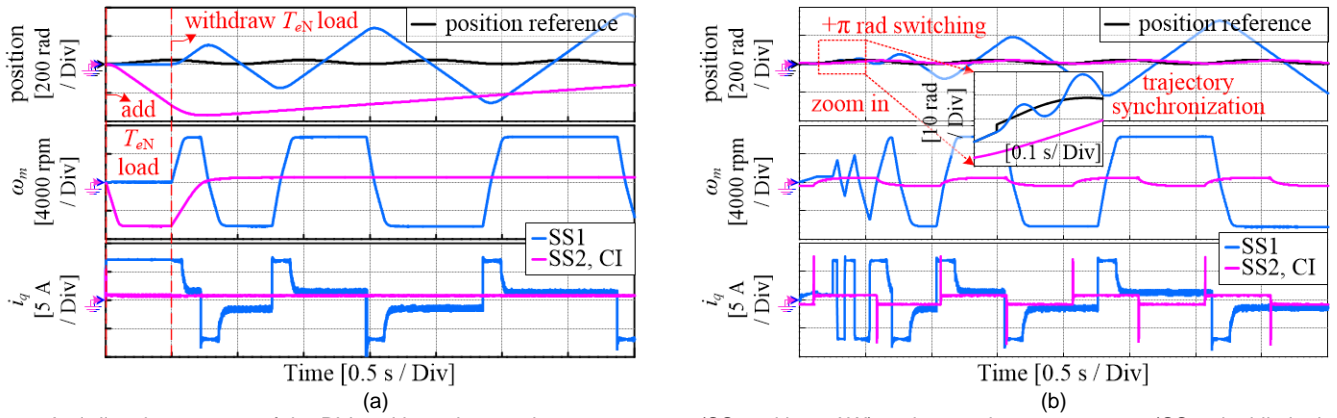 withdraw TeN load
position reference
add
position
[200 rad
/ Div]
TeN
load
ωm
[4000 rpm
/ Div]
SS1
SS2, CI
iq
[5 A
/ Div]
Time [0.5 s / Div]
(a)
+π rad switching
position reference
zoom in
trajectory
synchronization
[10 rad
/ Div]
[0.1 s/ Div]
position
[200 rad
/ Div]
ωm
[4000 rpm
/ Div]
SS1
SS2, CI
iq
[5 A
/ Div]
Time [0.5 s / Div]
(b)